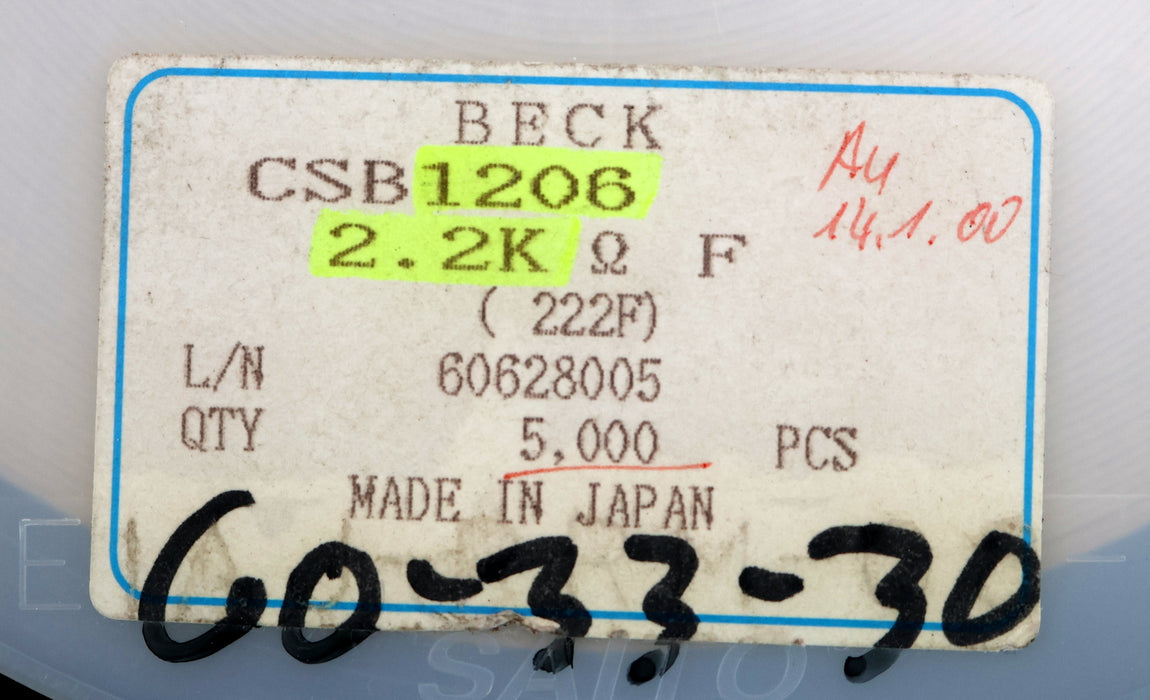 BECK
CSB1206
2.2K Ω F
( 222F)
Au
14.1.00
L/N 60628005
QTY 5,000 PCS
MADE IN JAPAN
60-33-30
SAITO